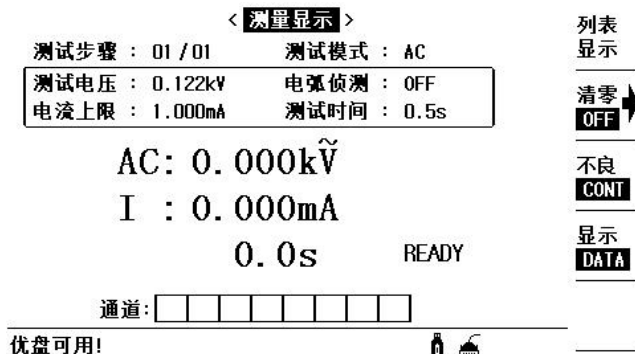 < 测量显示 >
测试步骤 : 01 / 01 测试模式 : AC
测试电压 : 0.122kV 电弧侦测 : OFF
电流上限 : 1.000mA 测试时间 : 0.5s
AC: 0.000kṼ
I : 0.000mA
0.0s READY
通道:
优盘可用!
列表
显示
清零
OFF
不良
CONT
显示
DATA